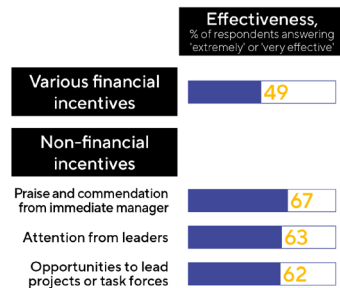 Effectiveness,
% of respondents answering
'extremely' or 'very effective'
Various financial
incentives
49
Non-financial
incentives
Praise and commendation
from immediate manager
67
Attention from leaders
63
Opportunities to lead
projects or task forces
62